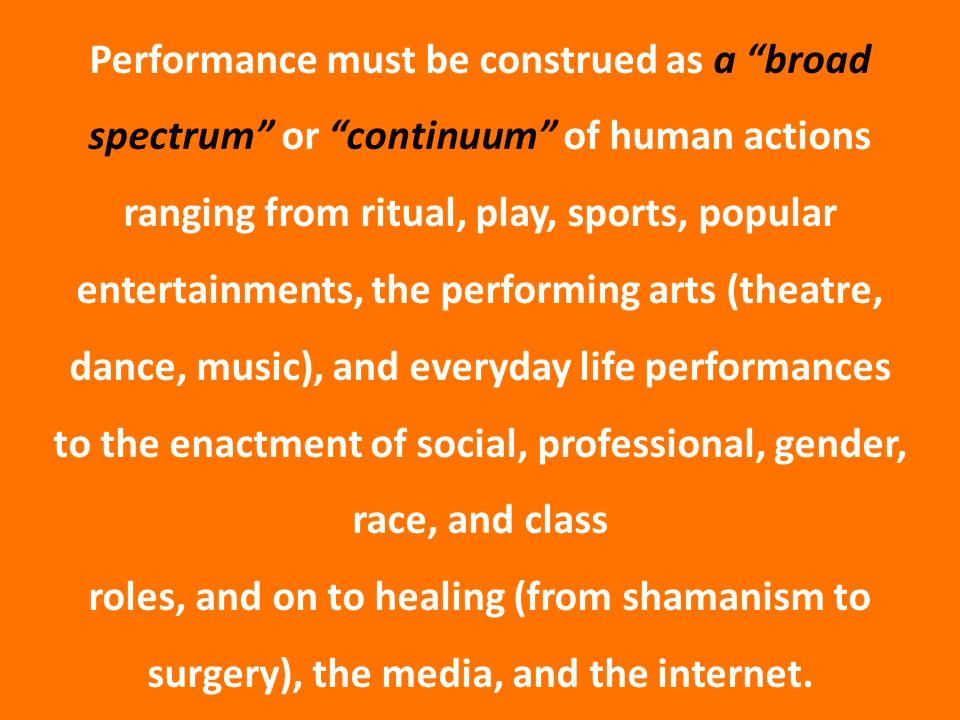 Performance must be construed as a “broad
spectrum” or “continuum” of human actions
ranging from ritual, play, sports, popular
entertainments, the performing arts (theatre,
dance, music), and everyday life performances
to the enactment of social, professional, gender,
race, and class
roles, and on to healing (from shamanism to
surgery), the media, and the internet.